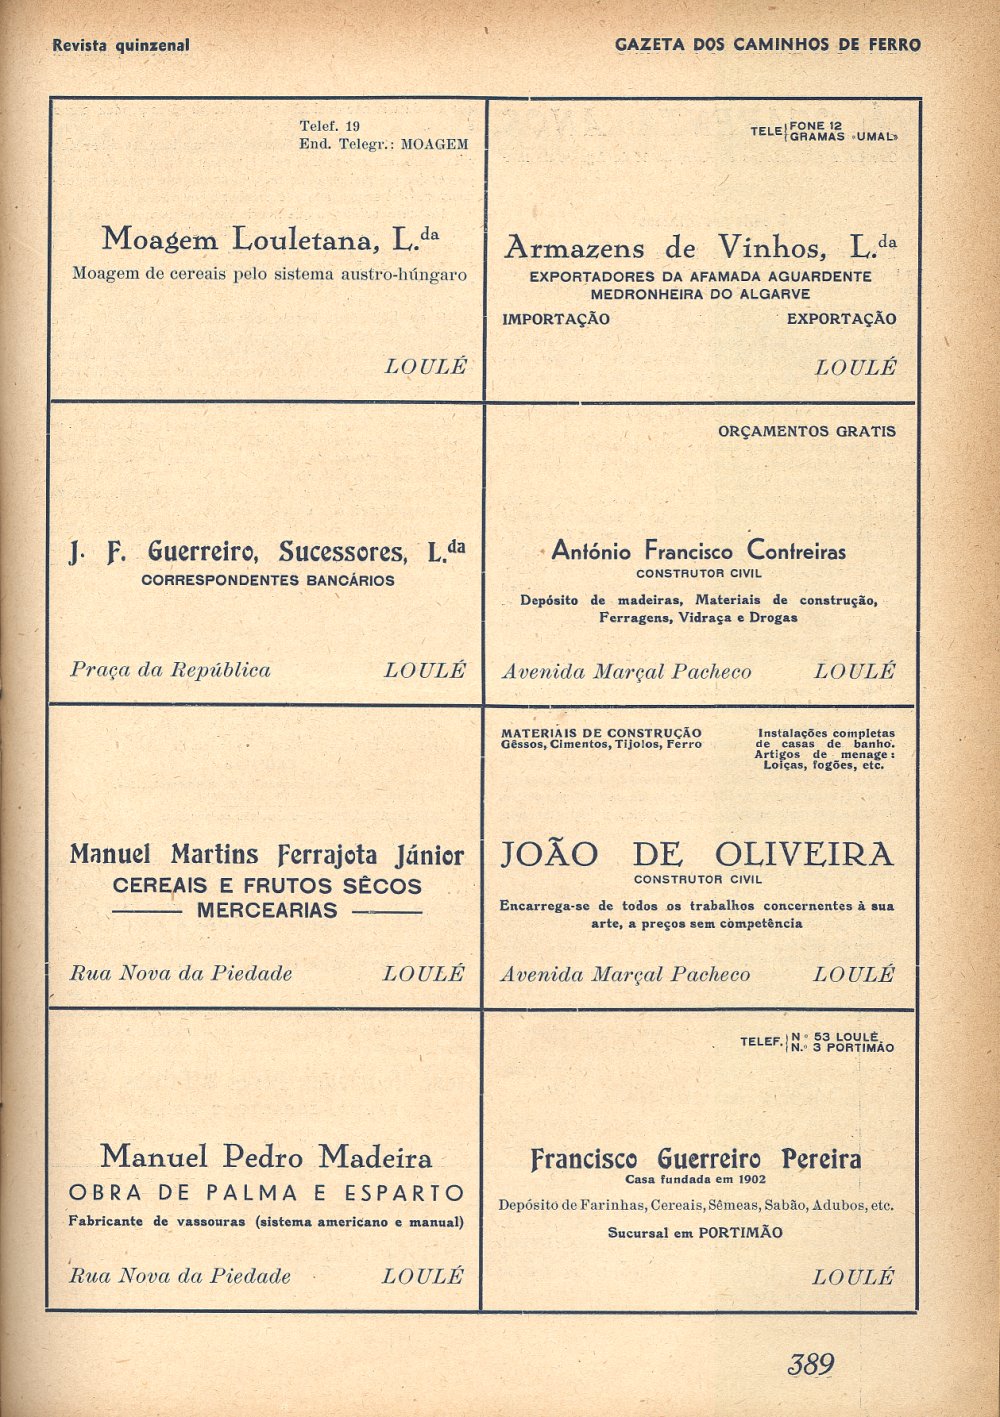 Revista quinzenal
GAZETA DOS CAMINHOS DE FERRO
Telef. 19
End. Telegr.: MOAGEM
Moagem Louletana, L.da
Moagem de cereais pelo sistema austro-húngaro
LOULÉ
TELE FONE 12
GRAMAS «UMAL»
Armazens de Vinhos, L.da
EXPORTADORES DA AFAMADA AGUARDENTE
MEDRONHEIRA DO ALGARVE
IMPORTAÇÃO EXPORTAÇÃO
LOULÉ
J. F. Guerreiro, Sucessores, L.da
CORRESPONDENTES BANCÁRIOS
Praça da República LOULÉ
ORÇAMENTOS GRATIS
António Francisco Contreiras
CONSTRUTOR CIVIL
Depósito de madeiras, Materiais de construção,
Ferragens, Vidraça e Drogas
Avenida Marçal Pacheco LOULÉ
Manuel Martins Ferrajota Júnior
CEREAIS E FRUTOS SÊCOS
MERCEARIAS
Rua Nova da Piedade LOULÉ
MATERIAIS DE CONSTRUÇÃO
Gêssos, Cimentos, Tijolos, Ferro
Instalações completas
de casas de banho.
Artigos de menage:
Loiças, fogões, etc.
JOÃO DE OLIVEIRA
CONSTRUTOR CIVIL
Encarrega-se de todos os trabalhos concernentes à sua
arte, a preços sem competência
Avenida Marçal Pacheco LOULÉ
Manuel Pedro Madeira
OBRA DE PALMA E ESPARTO
Fabricante de vassouras (sistema americano e manual)
Rua Nova da Piedade LOULÉ
TELEF. N.º 53 LOULÉ
N.º 3 PORTIMÃO
Francisco Guerreiro Pereira
Casa fundada em 1902
Depósito de Farinhas, Cereais, Sêmeas, Sabão, Adubos, etc.
Sucursal em PORTIMÃO
LOULÉ
389